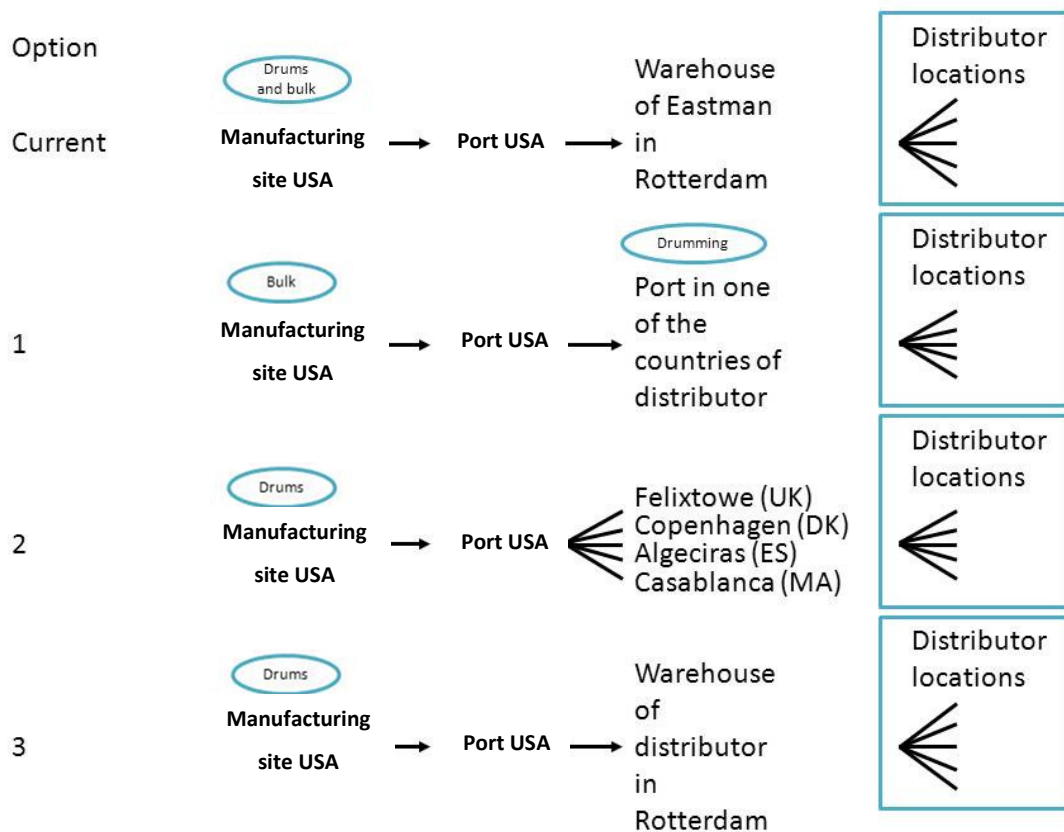 Option
Distributor
locations
Drums
and bulk
Current
Manufacturing
site USA
Port USA
Warehouse
of Eastman
in
Rotterdam
Distributor
locations
Bulk
Drumming
1
Manufacturing
site USA
Port USA
Port in one
of the
countries of
distributor
Distributor
locations
Drums
2
Manufacturing
site USA
Port USA
Felixtowe (UK)
Copenhagen (DK)
Algeciras (ES)
Casablanca (MA)
Distributor
locations
Drums
3
Manufacturing
site USA
Port USA
Warehouse
of
distributor
in
Rotterdam